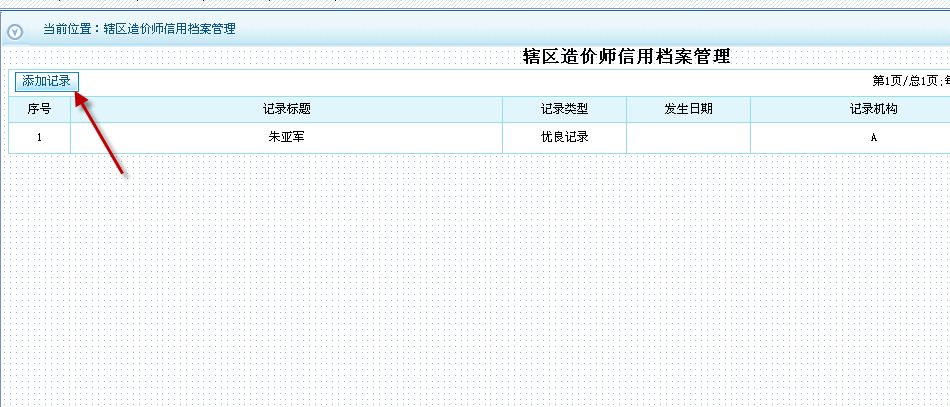 当前位置：辖区造价师信用档案管理
辖区造价师信用档案管理
添加记录 第1页/总1页;每
序号 记录标题 记录类型 发生日期 记录机构
1 朱亚军 优良记录 A